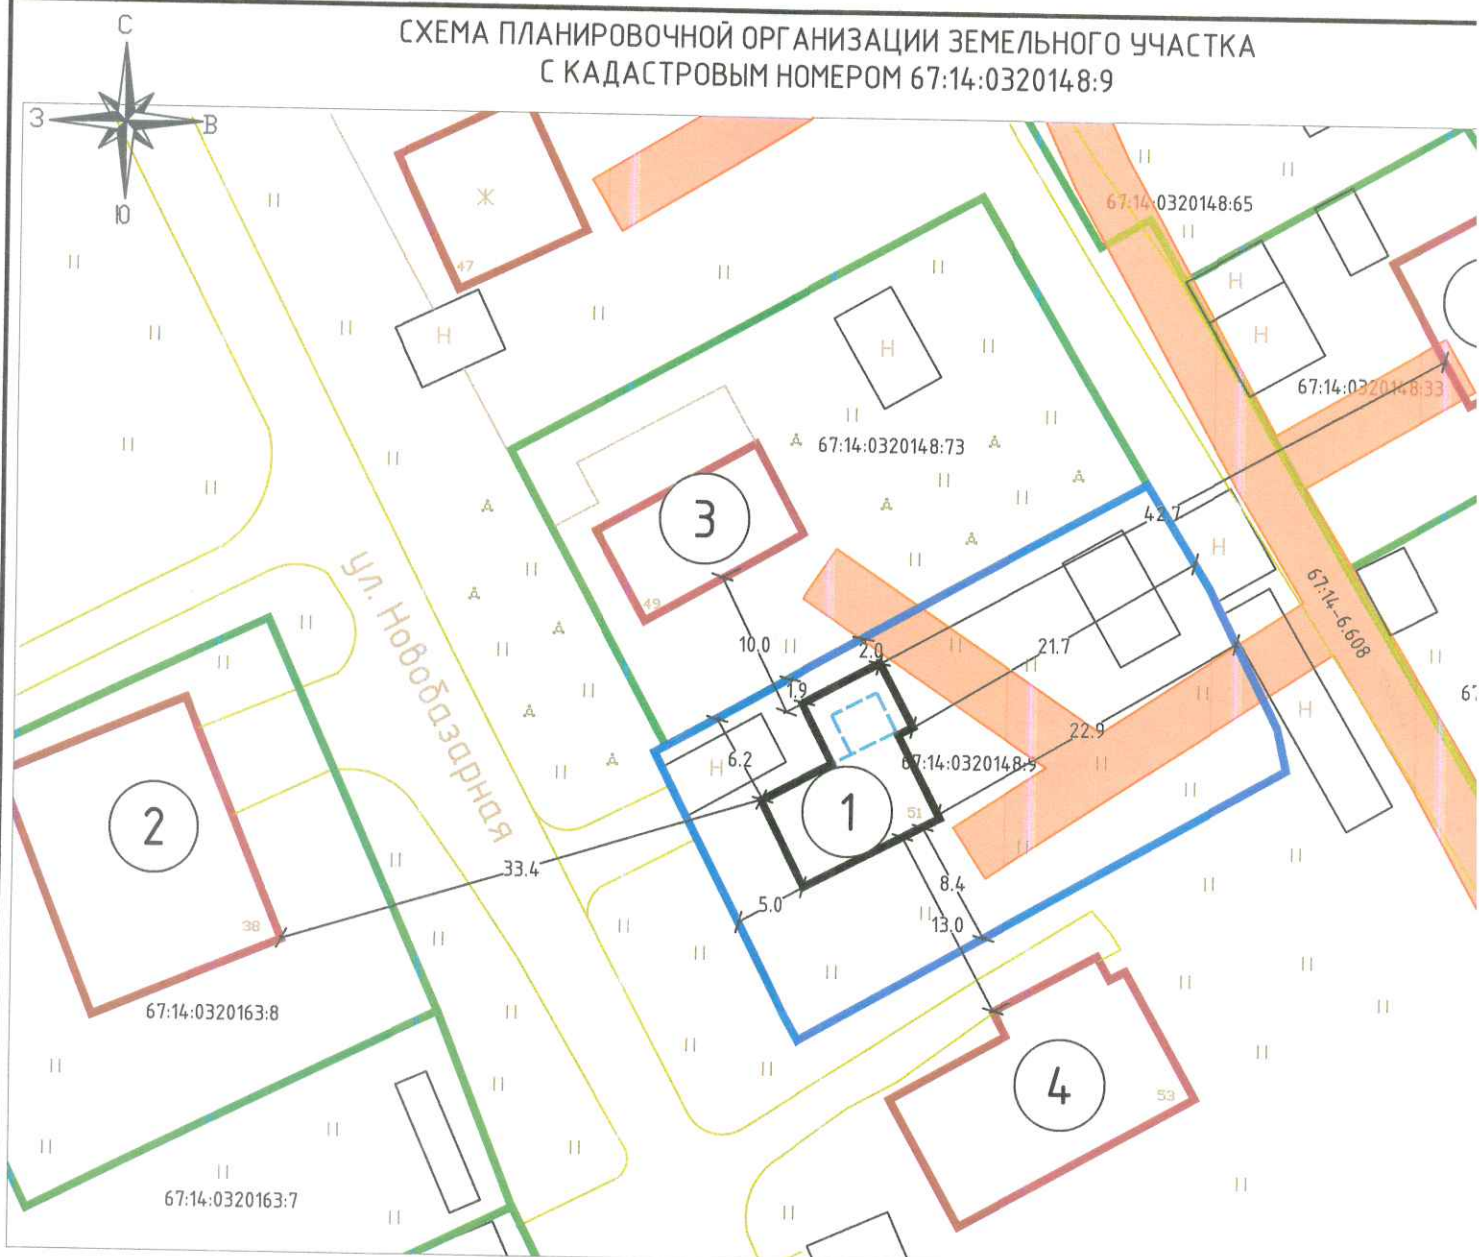 СХЕМА ПЛАНИРОВОЧНОЙ ОРГАНИЗАЦИИ ЗЕМЕЛЬНОГО УЧАСТКА
С КАДАСТРОВЫМ НОМЕРОМ 67:14:0320148:9
С
З
В
Ю
Ж
47
Н
Н
67:14:0320148:65
Н
Н
67:14:0320148:33
67:14:0320148:73
3
49
42.7
Н
67:14-6.608
ул. Новобазарная
10.0
2.0
21.7
1.9
6.2
Н
22.9
67:14:0320148:9
Н
2
1
51
33.4
8.4
5.0
13.0
38
67:14:0320163:8
4
53
67:14:0320163:7